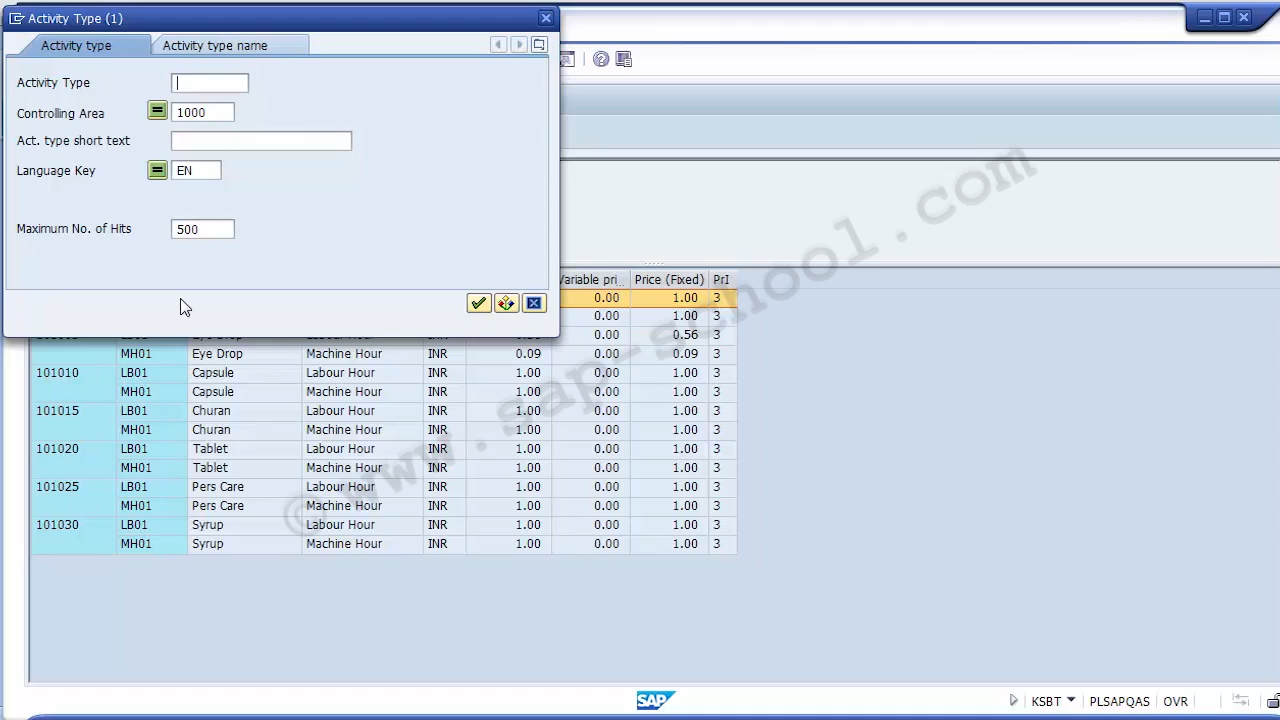 Activity Type (1)
Activity type
Activity type name
Activity Type
Controlling Area 1000
Act. type short text
Language Key EN
Maximum No. of Hits 500
Variable pri... Price (Fixed) PrI
0.00 1.00 3
0.00 1.00 3
0.00 0.56 3
MH01 Eye Drop Machine Hour INR 0.09 0.00 0.09 3
101010 LB01 Capsule Labour Hour INR 1.00 0.00 1.00 3
MH01 Capsule Machine Hour INR 1.00 0.00 1.00 3
101015 LB01 Churan Labour Hour INR 1.00 0.00 1.00 3
MH01 Churan Machine Hour INR 1.00 0.00 1.00 3
101020 LB01 Tablet Labour Hour INR 1.00 0.00 1.00 3
MH01 Tablet Machine Hour INR 1.00 0.00 1.00 3
101025 LB01 Pers Care Labour Hour INR 1.00 0.00 1.00 3
MH01 Pers Care Machine Hour INR 1.00 0.00 1.00 3
101030 LB01 Syrup Labour Hour INR 1.00 0.00 1.00 3
MH01 Syrup Machine Hour INR 1.00 0.00 1.00 3
© www.sap-school.com
SAP
KSBT PLSAPQAS OVR